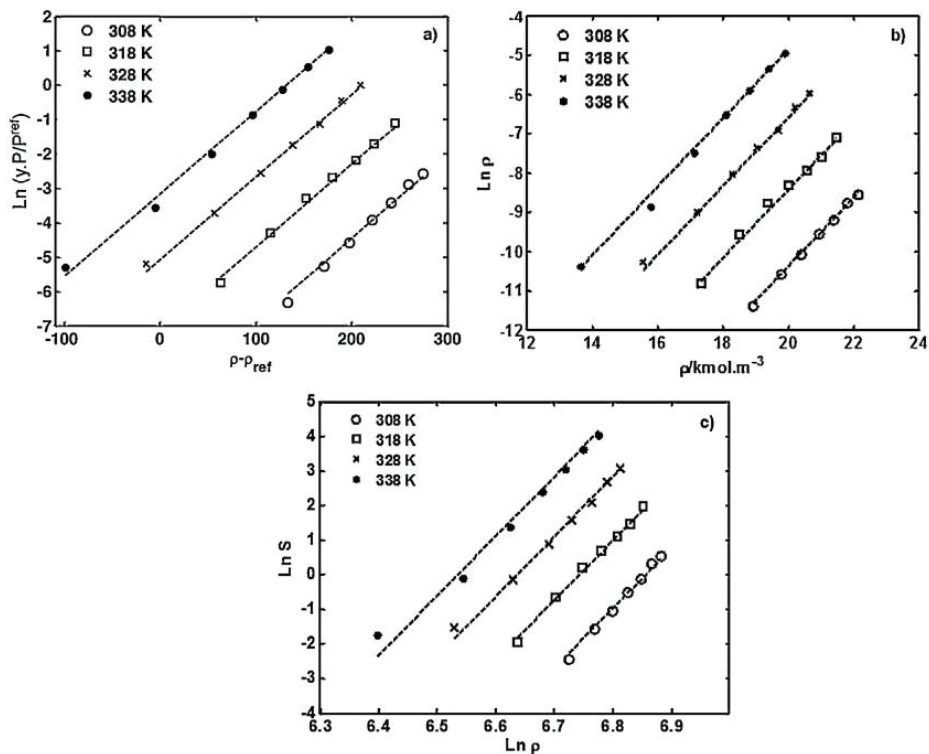 a)
308 K
318 K
328 K
338 K
Ln (y.P/P^ref)
2
1
0
-1
-2
-3
-4
-5
-6
-7
-100 0 100 200 300
ρ-ρref
b)
308 K
318 K
328 K
338 K
Ln ρ
-4
-5
-6
-7
-8
-9
-10
-11
-12
12 14 16 18 20 22 24
ρ/kmol.m⁻³
c)
308 K
318 K
328 K
338 K
Ln S
5
4
3
2
1
0
-1
-2
-3
-4
6.3 6.4 6.5 6.6 6.7 6.8 6.9
Ln ρ